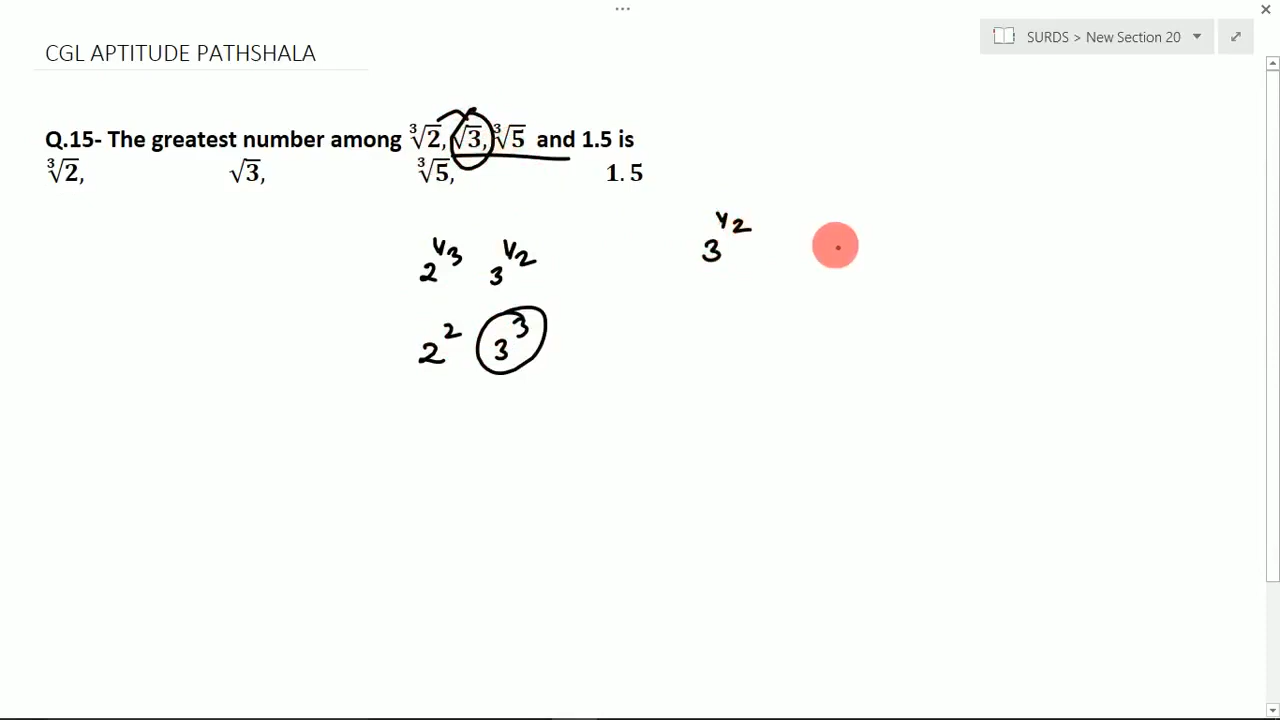 CGL APTITUDE PATHSHALA
SURDS > New Section 20
Q.15- The greatest number among ∛2, √3, ∛5 and 1.5 is
∛2, √3, ∛5, 1.5
2^1/3 3^1/2 3^1/2
2^2 3^3